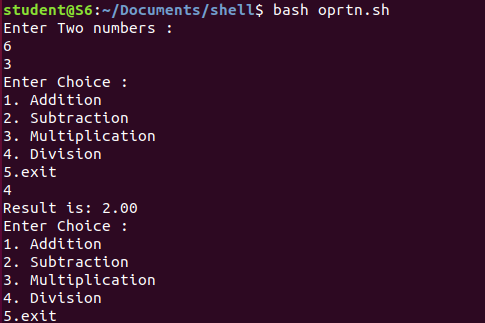 student@S6:~/Documents/shell$ bash oprtn.sh
Enter Two numbers :
6
3
Enter Choice :
1. Addition
2. Subtraction
3. Multiplication
4. Division
5.exit
4
Result is: 2.00
Enter Choice :
1. Addition
2. Subtraction
3. Multiplication
4. Division
5.exit